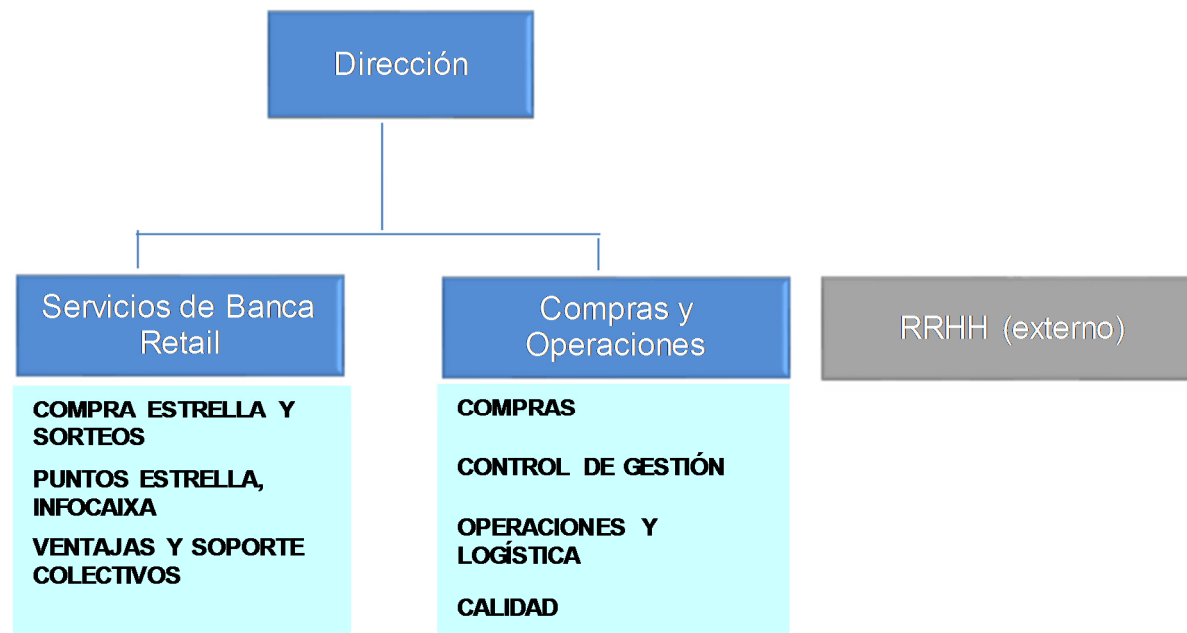 Dirección
Servicios de Banca
Retail
COMPRA ESTRELLA Y
SORTEOS
PUNTOS ESTRELLA,
INFOCAIXA
VENTAJAS Y SOPORTE
COLECTIVOS
Compras y
Operaciones
COMPRAS
CONTROL DE GESTIÓN
OPERACIONES Y
LOGÍSTICA
CALIDAD
RRHH (externo)